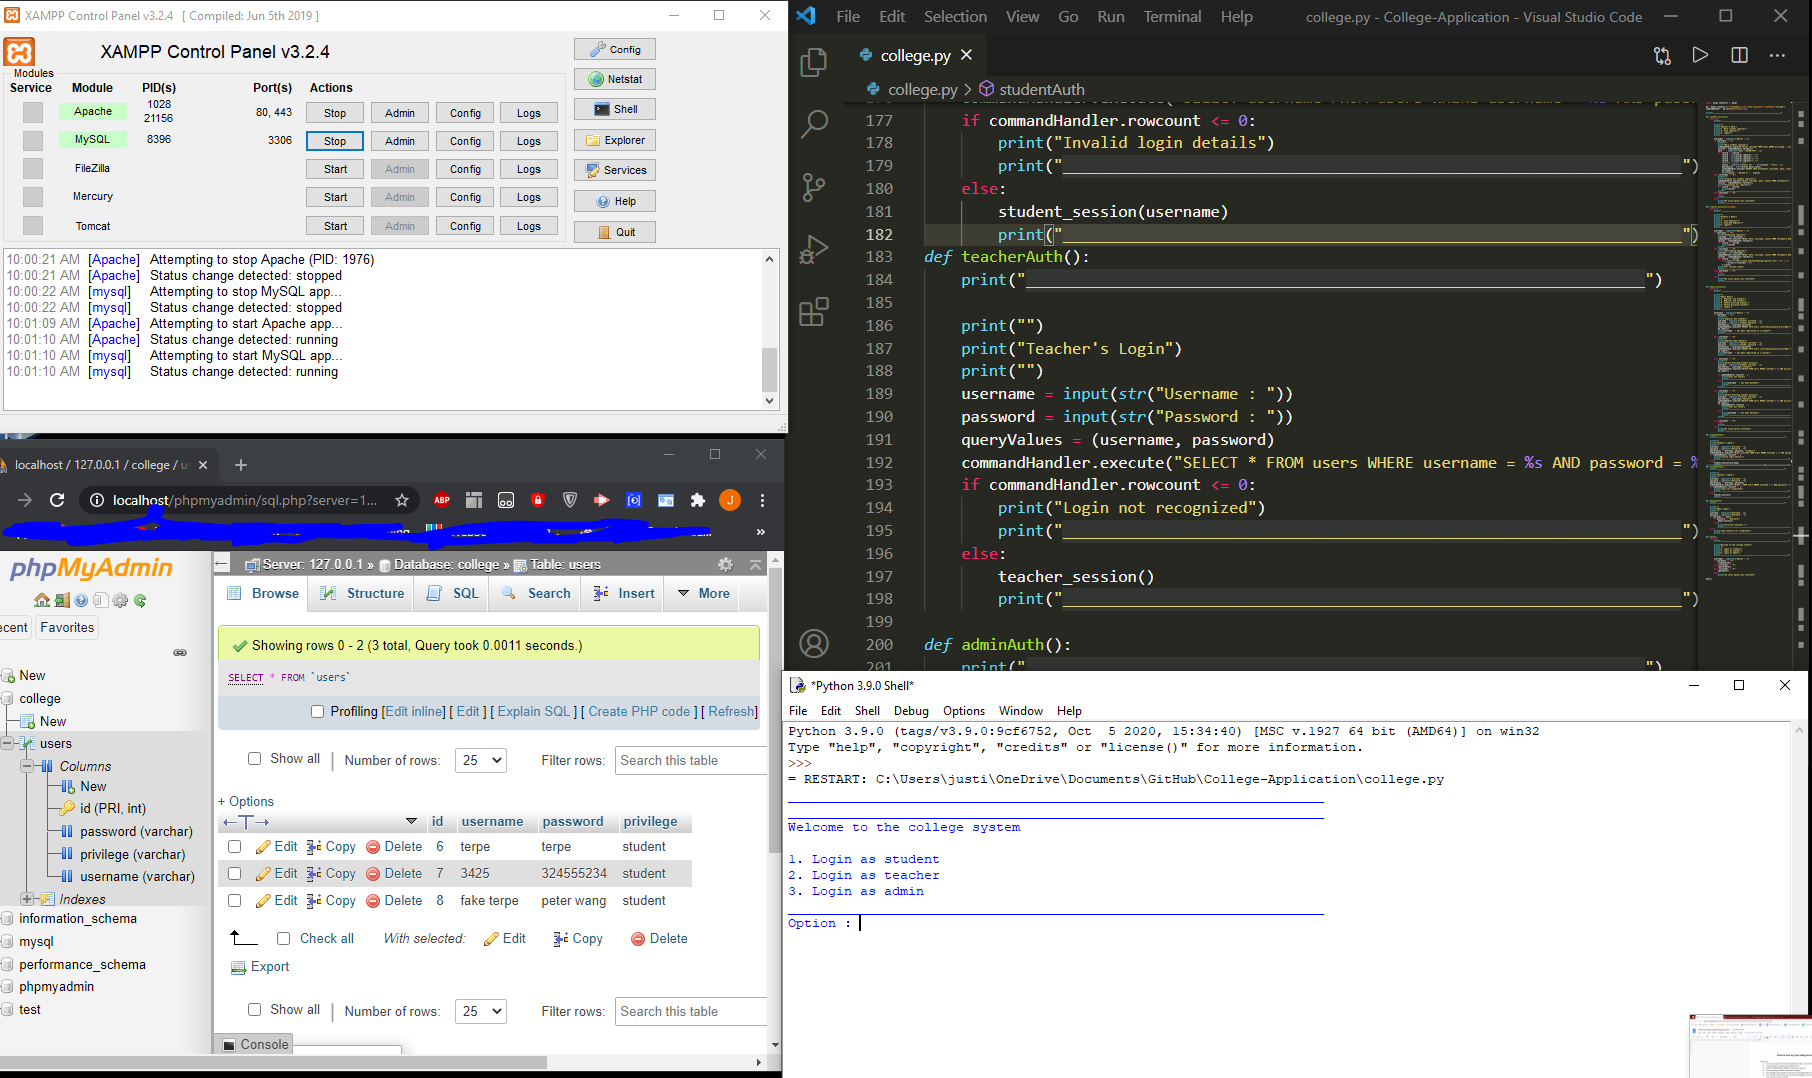 XAMPP Control Panel v3.2.4   [ Compiled: Jun 5th 2019 ]
XAMPP Control Panel v3.2.4
Modules
Service Module PID(s) Port(s) Actions
Apache 1028 21156 80, 443 Stop Admin Config Logs
MySQL 8396 3306 Stop Admin Config Logs
FileZilla Start Admin Config Logs
Mercury Start Admin Config Logs
Tomcat Start Admin Config Logs
Config
Netstat
Shell
Explorer
Services
Help
Quit
10:00:21 AM [Apache] Attempting to stop Apache (PID: 1976)
10:00:21 AM [Apache] Status change detected: stopped
10:00:22 AM [mysql] Attempting to stop MySQL app...
10:00:22 AM [mysql] Status change detected: stopped
10:01:09 AM [Apache] Attempting to start Apache app...
10:01:10 AM [Apache] Status change detected: running
10:01:10 AM [mysql] Attempting to start MySQL app...
10:01:10 AM [mysql] Status change detected: running
File Edit Selection View Go Run Terminal Help college.py - College-Application - Visual Studio Code
college.py
college.py > studentAuth
177 if commandHandler.rowcount <= 0:
178 print("Invalid login details")
179 print("______________________________")
180 else:
181 student_session(username)
182 print("______________________________")
183 def teacherAuth():
184 print("______________________________")
185
186 print("")
187 print("Teacher's Login")
188 print("")
189 username = input(str("Username : "))
190 password = input(str("Password : "))
191 queryValues = (username, password)
192 commandHandler.execute("SELECT * FROM users WHERE username = %s AND password = %
193 if commandHandler.rowcount <= 0:
194 print("Login not recognized")
195 print("______________________________")
196 else:
197 teacher_session()
198 print("______________________________")
199
200 def adminAuth():
201 print("______________________________")
localhost / 127.0.0.1 / college / us
localhost/phpmyadmin/sql.php?server=1...
ABP
J
phpMyAdmin
ecent Favorites
New
college
New
users
Columns
New
id (PRI, int)
password (varchar)
privilege (varchar)
username (varchar)
Indexes
information_schema
mysql
performance_schema
phpmyadmin
test
Server: 127.0.0.1 » Database: college » Table: users
Browse Structure SQL Search Insert More
Showing rows 0 - 2 (3 total, Query took 0.0011 seconds.)
SELECT * FROM `users`
Profiling [Edit inline] [ Edit ] [ Explain SQL ] [ Create PHP code ] [ Refresh]
Show all Number of rows: 25 Filter rows: Search this table
+ Options
id username password privilege
Edit Copy Delete 6 terpe terpe student
Edit Copy Delete 7 3425 324555234 student
Edit Copy Delete 8 fake terpe peter wang student
Check all With selected: Edit Copy Delete
Export
Show all Number of rows: 25 Filter rows: Search this table
Console
*Python 3.9.0 Shell*
File Edit Shell Debug Options Window Help
Python 3.9.0 (tags/v3.9.0:9cf6752, Oct  5 2020, 15:34:40) [MSC v.1927 64 bit (AMD64)] on win32
Type "help", "copyright", "credits" or "license()" for more information.
>>>
= RESTART: C:\Users\justi\OneDrive\Documents\GitHub\College-Application\college.py
Welcome to the college system
1. Login as student
2. Login as teacher
3. Login as admin
Option :